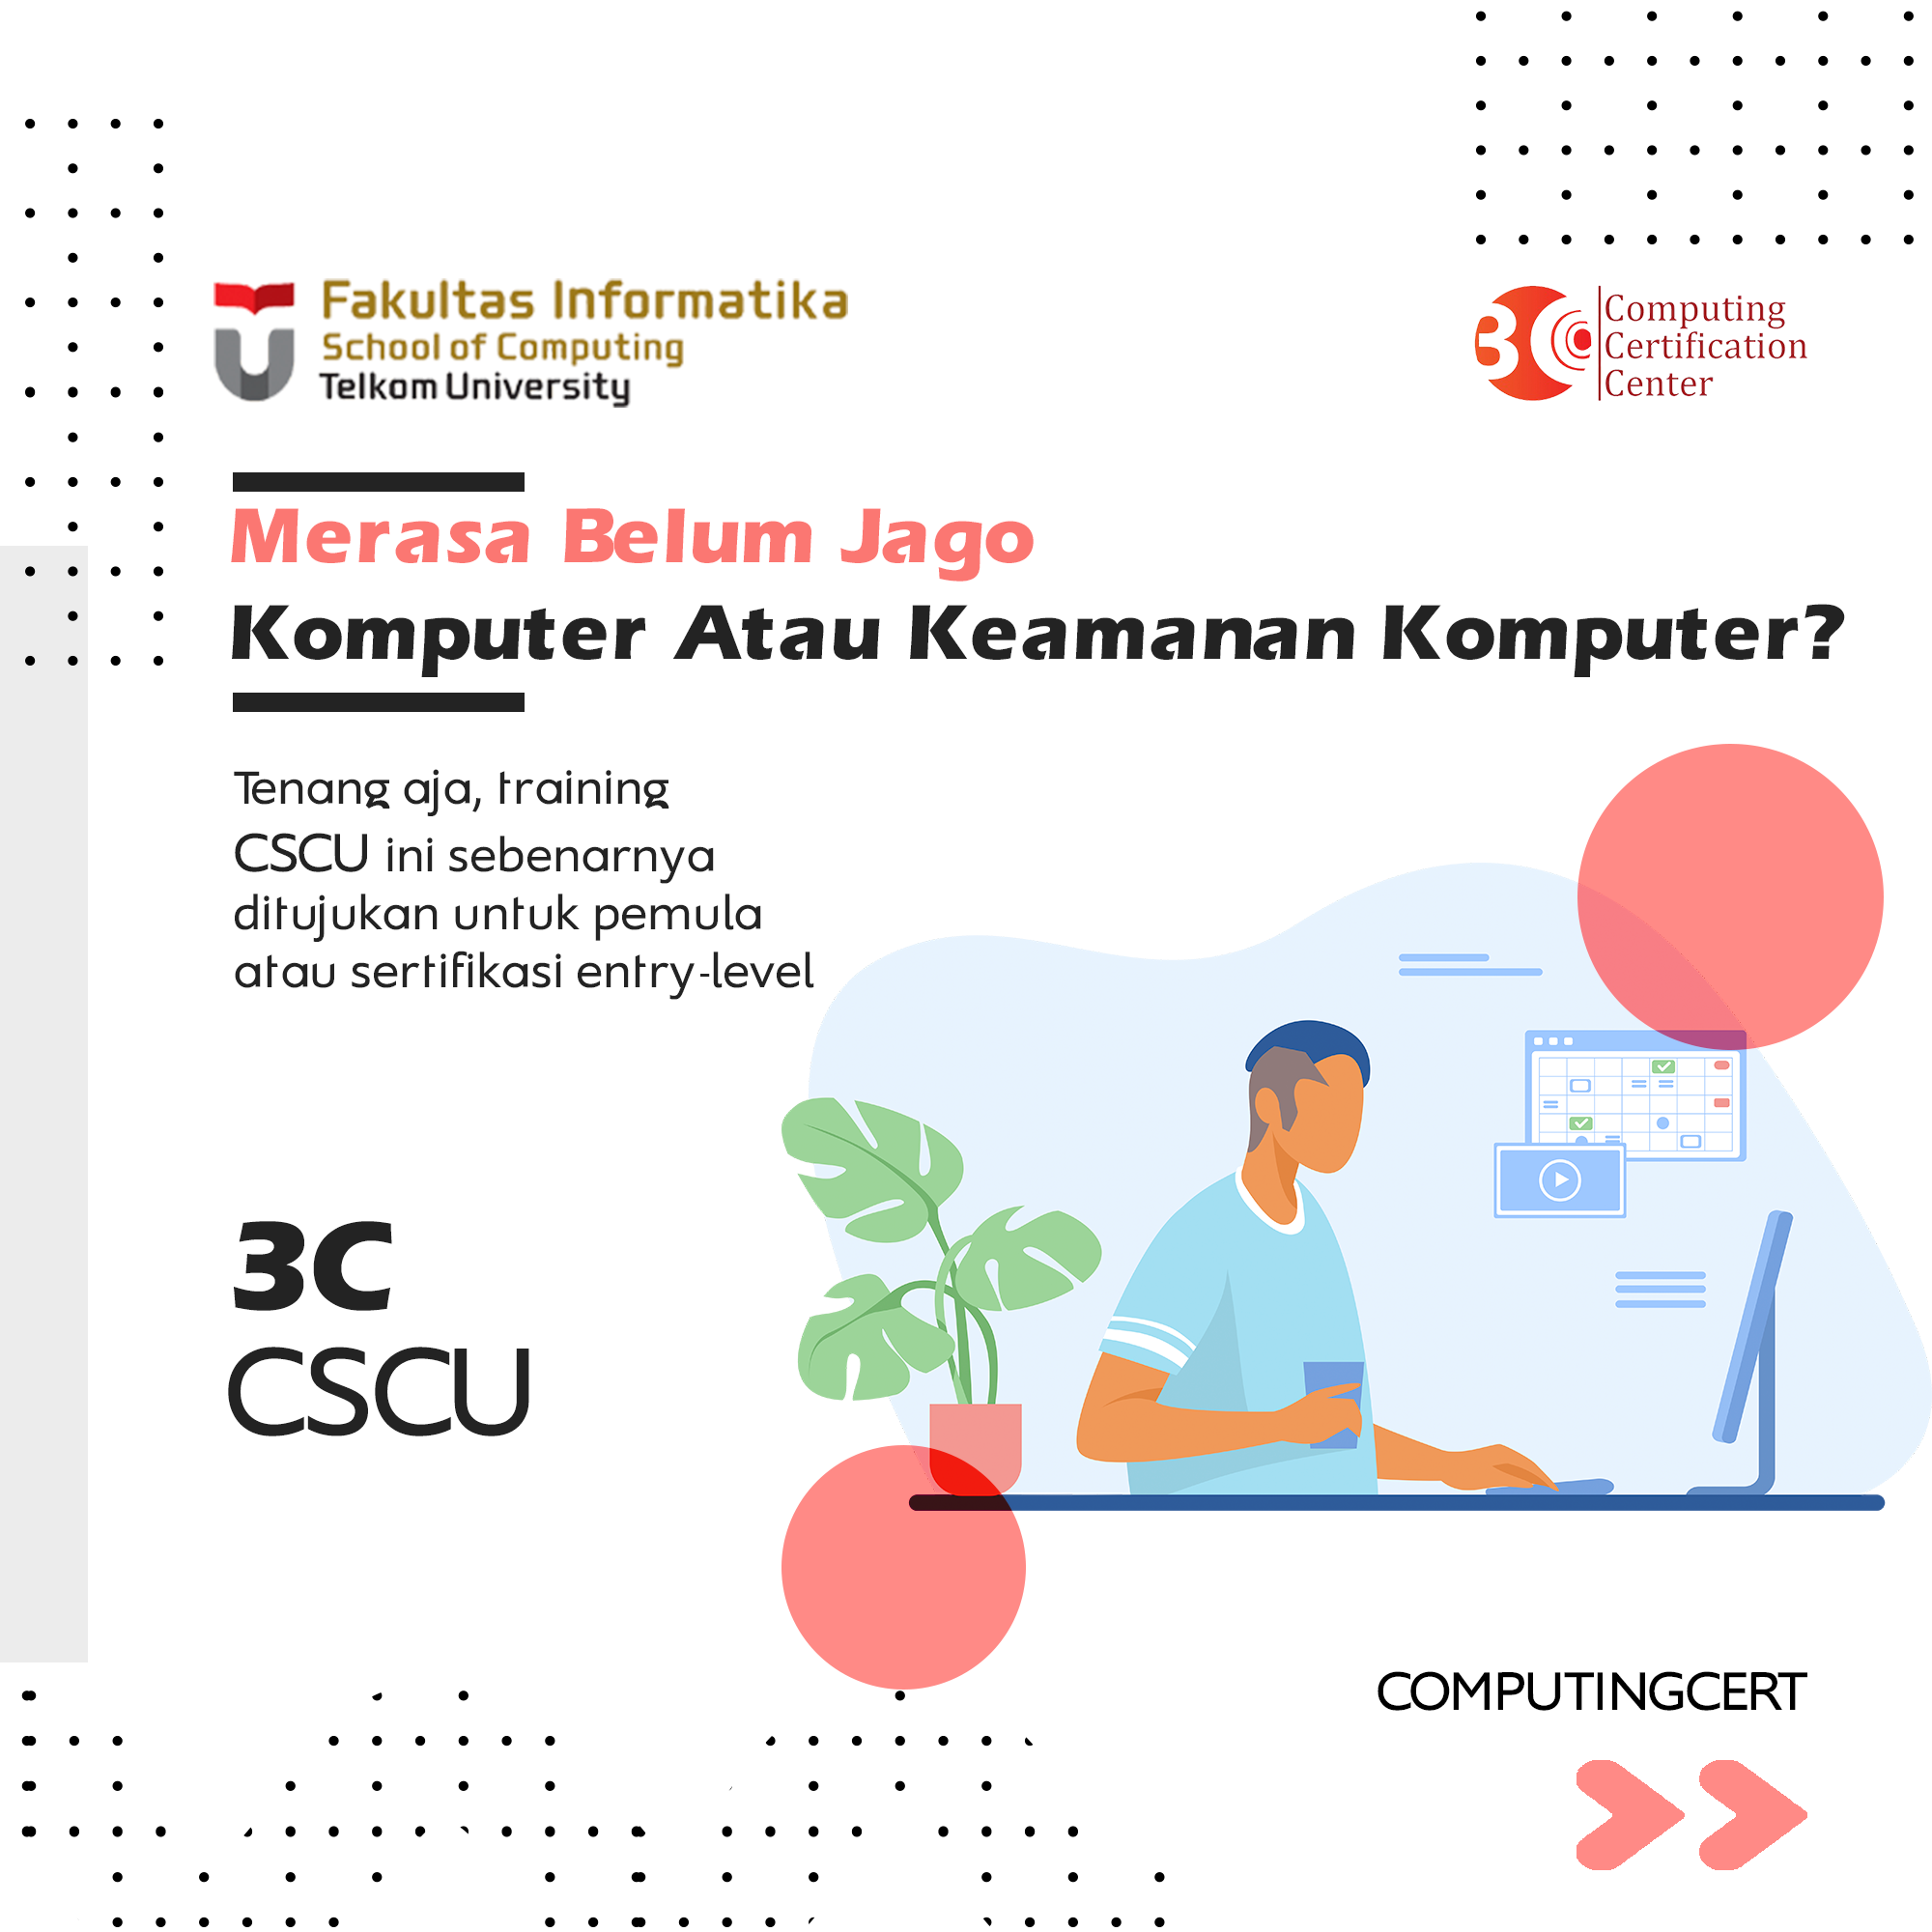 Fakultas Informatika
School of Computing
Telkom University
3C
Computing
Certification
Center
Merasa Belum Jago
Komputer Atau Keamanan Komputer?
Tenang aja, training
CSCU ini sebenarnya
ditujukan untuk pemula
atau sertifikasi entry-level
3C
CSCU
COMPUTINGCERT